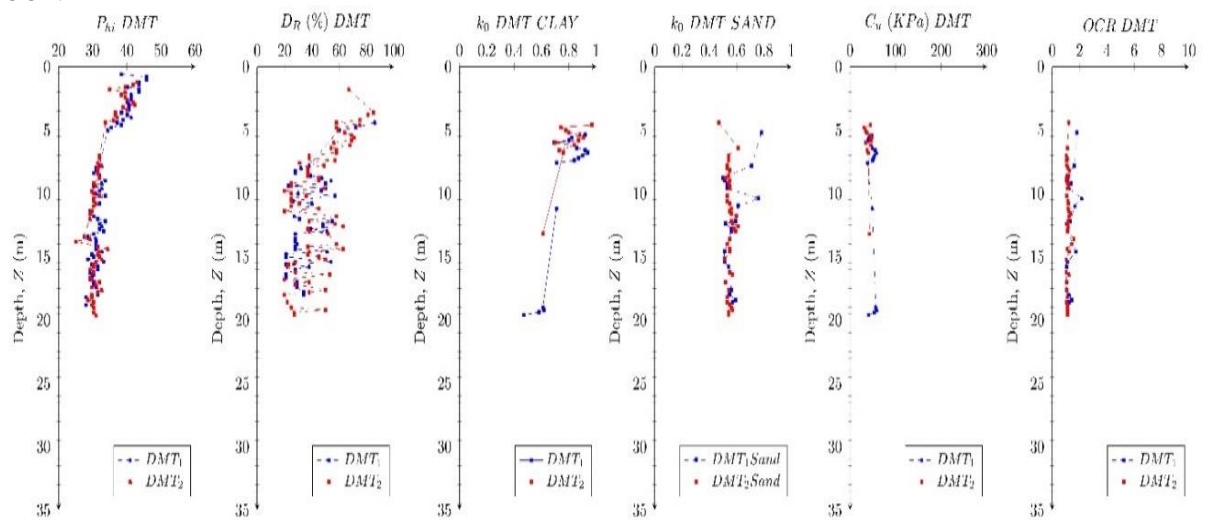 P_hi DMT
D_R (%) DMT
k_0 DMT CLAY
k_0 DMT SAND
C_u (KPa) DMT
OCR DMT
20 30 40 50 60
0 20 40 60 80 100
0 0.2 0.4 0.6 0.8 1
0 0.2 0.4 0.6 0.8 1
0 100 200 300
0 2 4 6 8 10
0 0 0 0 0 0
5 5 5 5 5 5
10 10 10 10 10 10
15 15 15 15 15 15
20 20 20 20 20 20
25 25 25 25 25 25
30 30 30 30 30 30
35 35 35 35 35 35
Depth, Z (m)
Depth, Z (m)
Depth, Z (m)
Depth, Z (m)
Depth, Z (m)
Depth, Z (m)
DMT_1
DMT_2
DMT_1
DMT_2
DMT_1
DMT_2
DMT_1Sand
DMT_2Sand
DMT_1
DMT_2
DMT_1
DMT_2